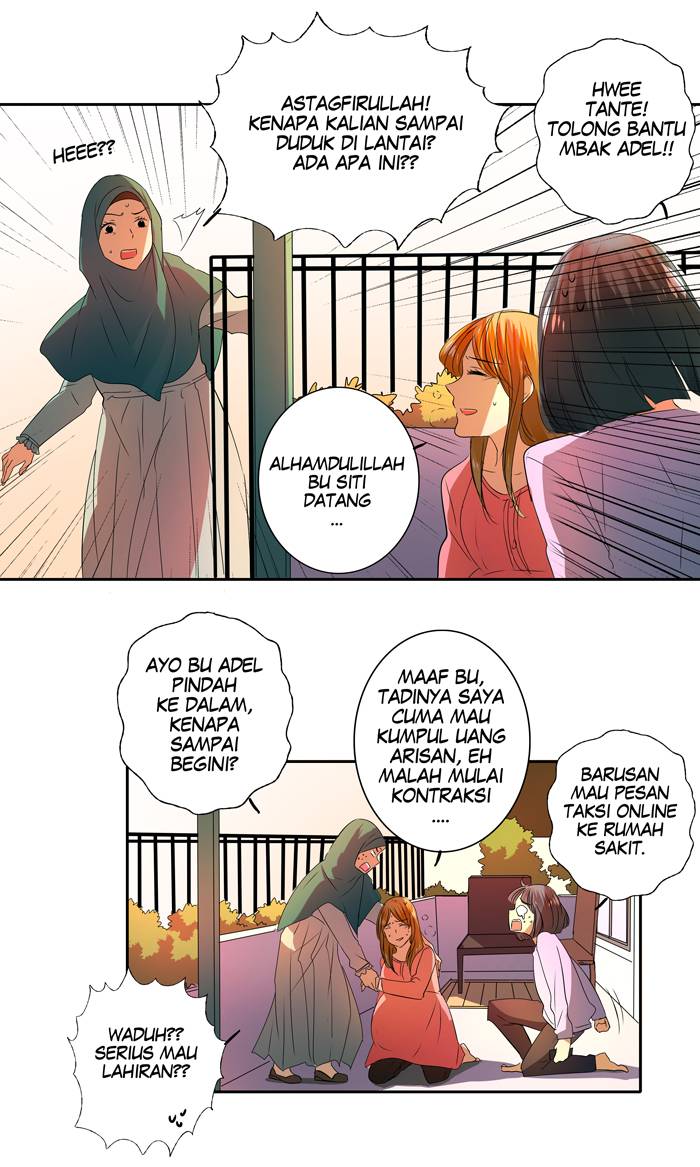 HEEE??
ASTAGFIRULLAH!
KENAPA KALIAN SAMPAI
DUDUK DI LANTAI?
ADA APA INI??
HWEE
TANTE!
TOLONG BANTU
MBAK ADEL!!
ALHAMDULILLAH
BU SITI
DATANG
...
AYO BU ADEL
PINDAH
KE DALAM,
KENAPA
SAMPAI
BEGINI?
MAAF BU,
TADINYA SAYA
CUMA MAU
KUMPUL UANG
ARISAN, EH
MALAH MULAI
KONTRAKSI
....
BARUSAN
MAU PESAN
TAKSI ONLINE
KE RUMAH
SAKIT.
WADUH??
SERIUS MAU
LAHIRAN??